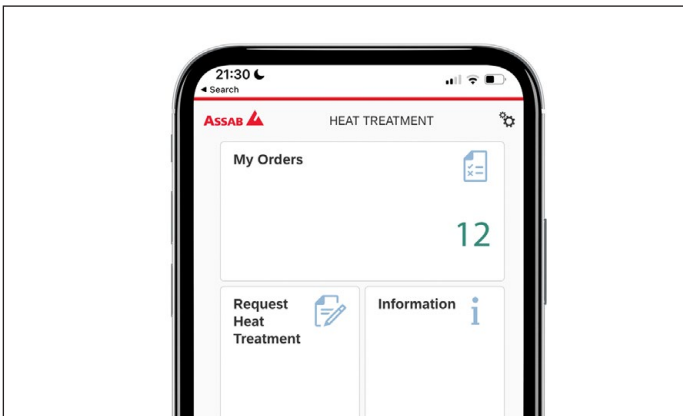 21:30
◀ Search
ASSAB
HEAT TREATMENT
My Orders
12
Request
Heat
Treatment
Information